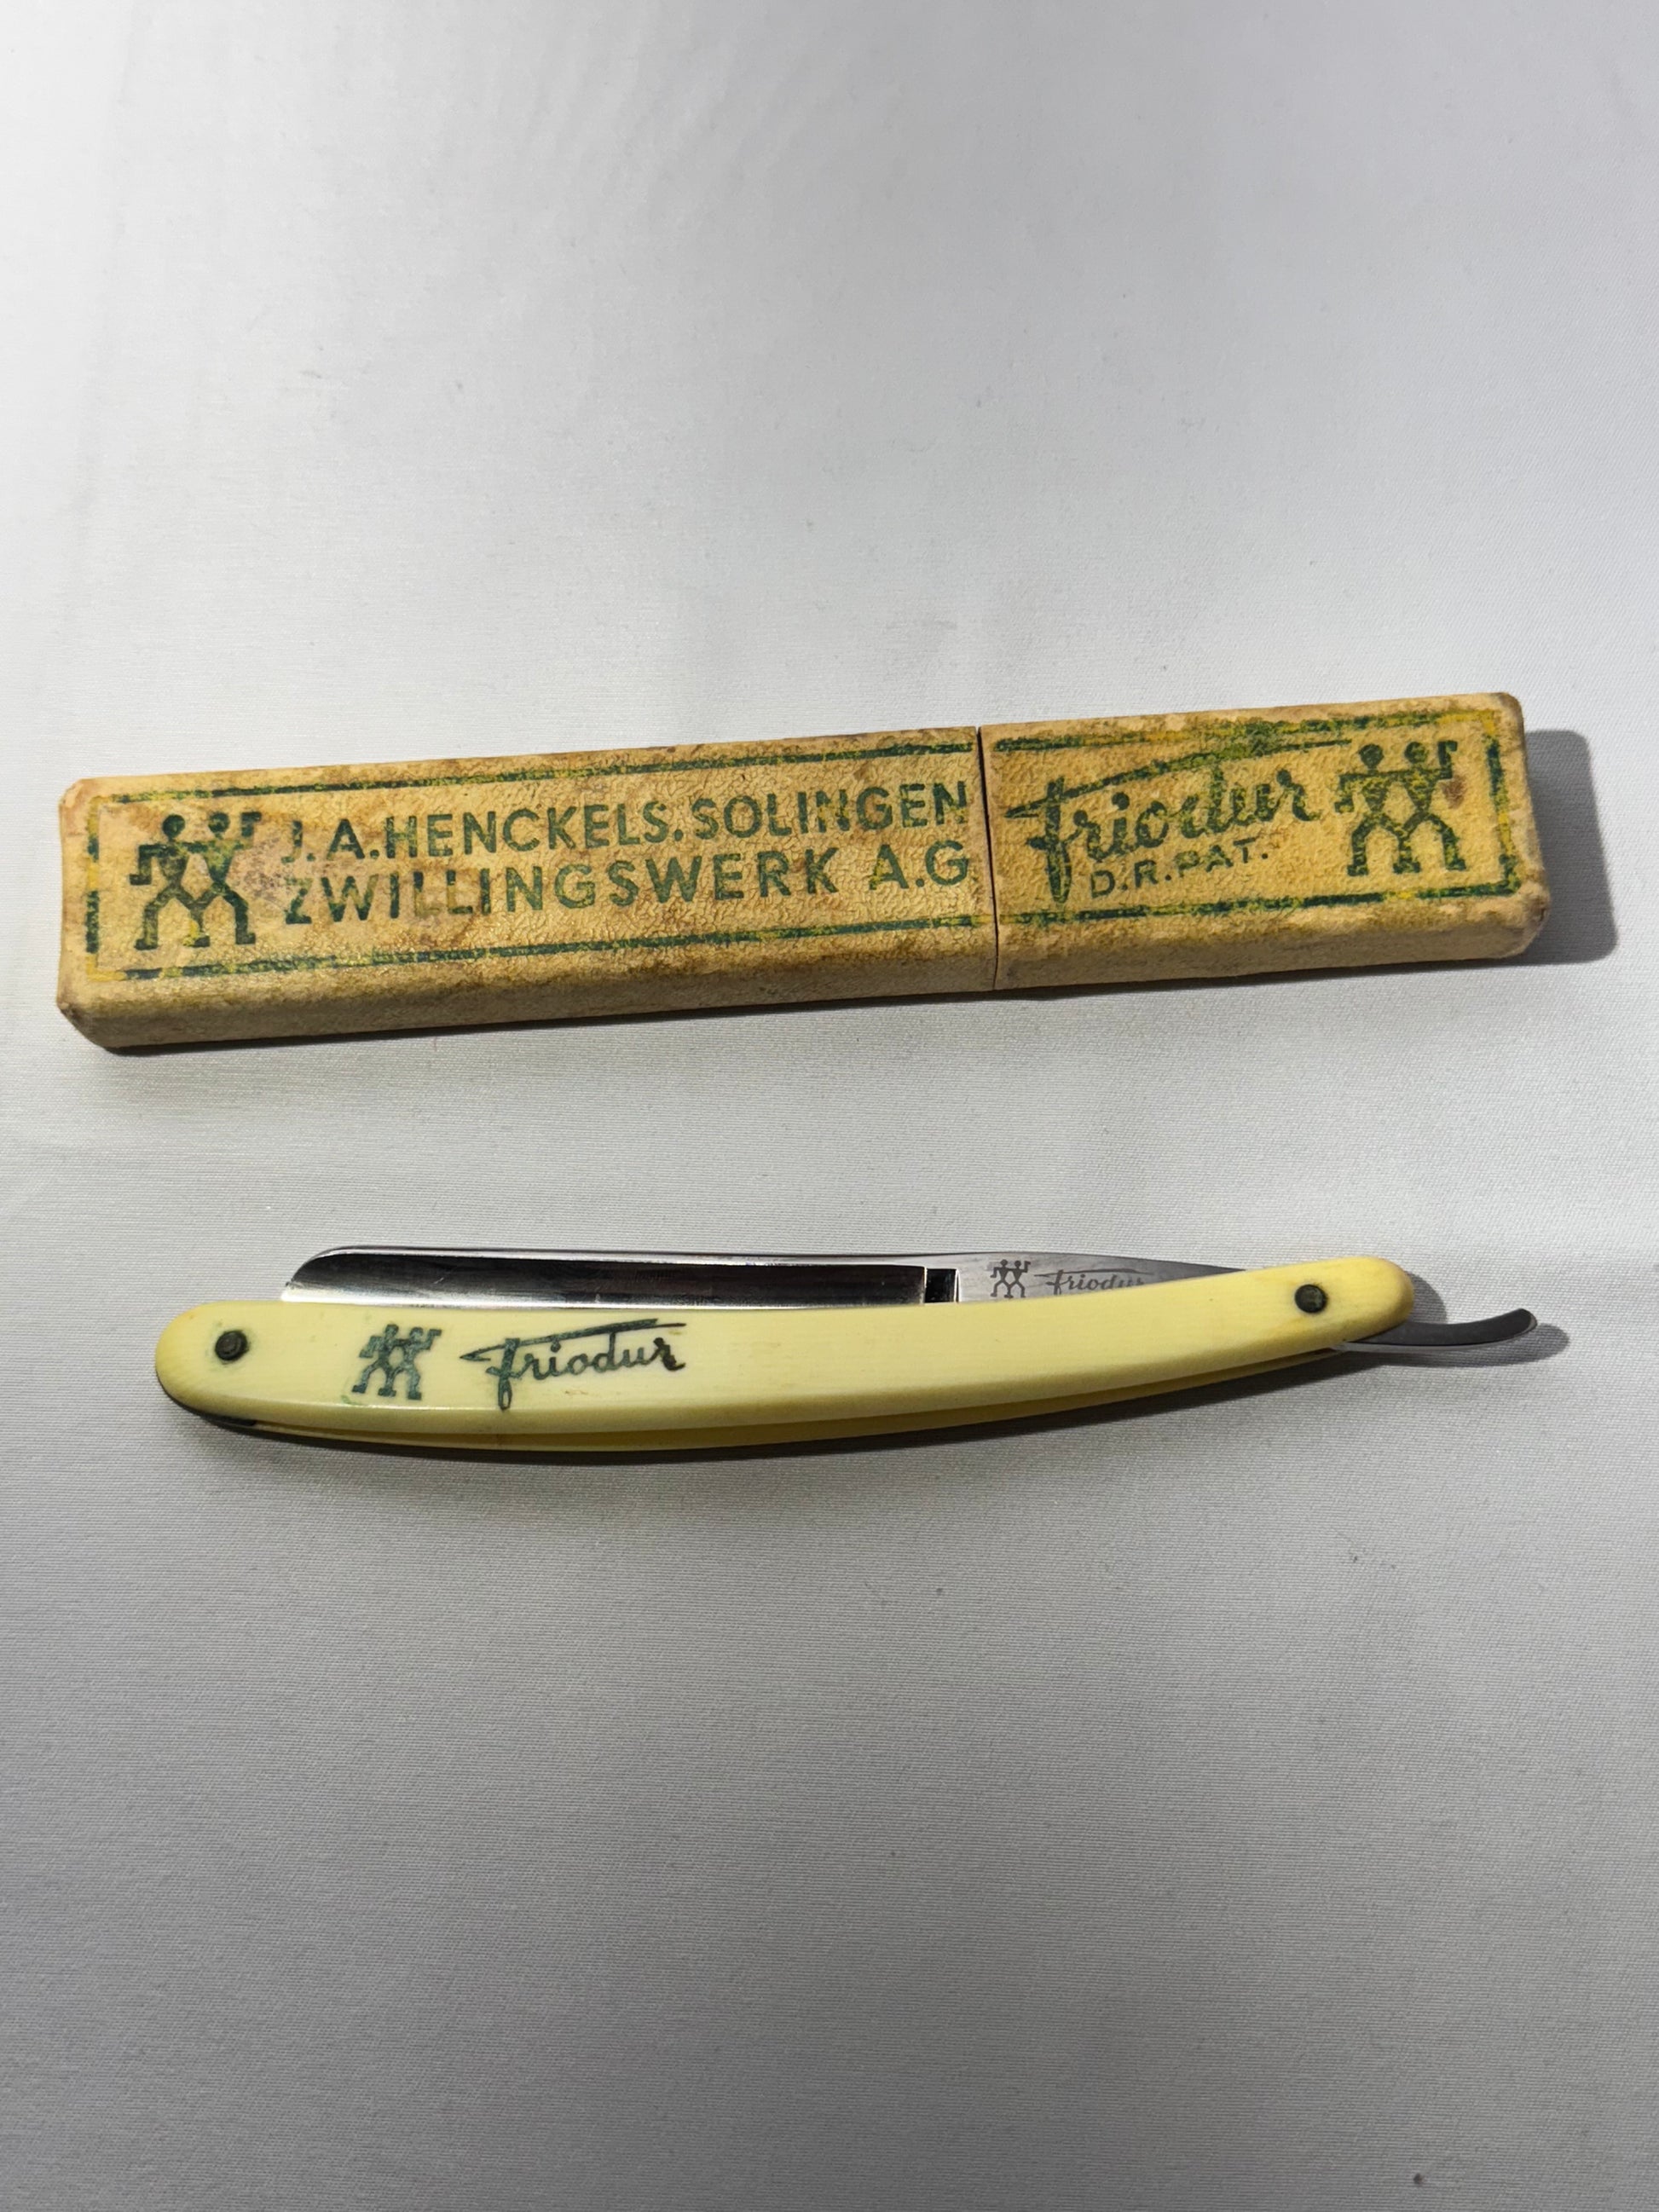 J.A.HENCKELS.SOLINGEN
ZWILLINGSWERK A.G.
friodur
D.R.PAT.
friodur
friodur